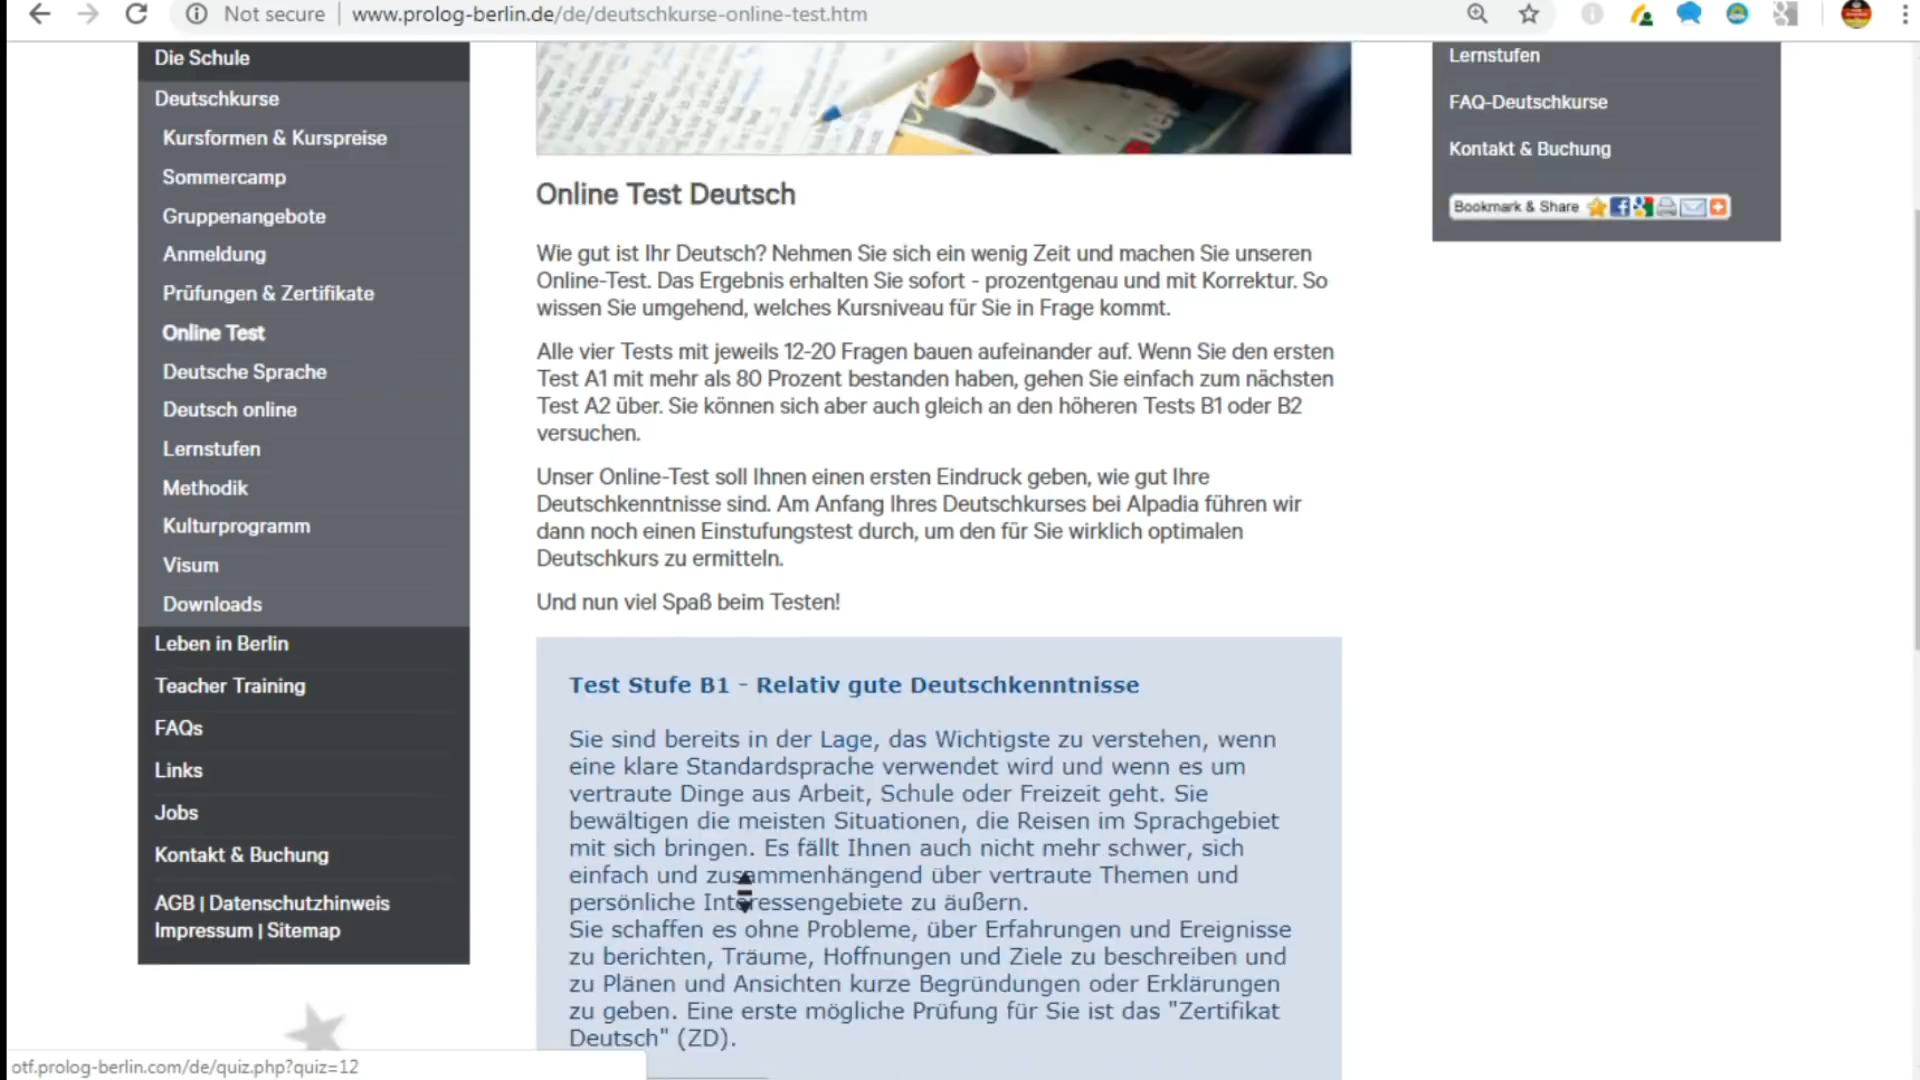 Not secure
www.prolog-berlin.de/de/deutschkurse-online-test.htm
Die Schule
Deutschkurse
Kursformen & Kurspreise
Sommercamp
Gruppenangebote
Anmeldung
Prüfungen & Zertifikate
Online Test
Deutsche Sprache
Deutsch online
Lernstufen
Methodik
Kulturprogramm
Visum
Downloads
Leben in Berlin
Teacher Training
FAQs
Links
Jobs
Kontakt & Buchung
AGB | Datenschutzhinweis
Impressum | Sitemap
Online Test Deutsch
Wie gut ist Ihr Deutsch? Nehmen Sie sich ein wenig Zeit und machen Sie unseren
Online-Test. Das Ergebnis erhalten Sie sofort - prozentgenau und mit Korrektur. So
wissen Sie umgehend, welches Kursniveau für Sie in Frage kommt.
Alle vier Tests mit jeweils 12-20 Fragen bauen aufeinander auf. Wenn Sie den ersten
Test A1 mit mehr als 80 Prozent bestanden haben, gehen Sie einfach zum nächsten
Test A2 über. Sie können sich aber auch gleich an den höheren Tests B1 oder B2
versuchen.
Unser Online-Test soll Ihnen einen ersten Eindruck geben, wie gut Ihre
Deutschkenntnisse sind. Am Anfang Ihres Deutschkurses bei Alpadia führen wir
dann noch einen Einstufungstest durch, um den für Sie wirklich optimalen
Deutschkurs zu ermitteln.
Und nun viel Spaß beim Testen!
Test Stufe B1 - Relativ gute Deutschkenntnisse
Sie sind bereits in der Lage, das Wichtigste zu verstehen, wenn
eine klare Standardsprache verwendet wird und wenn es um
vertraute Dinge aus Arbeit, Schule oder Freizeit geht. Sie
bewältigen die meisten Situationen, die Reisen im Sprachgebiet
mit sich bringen. Es fällt Ihnen auch nicht mehr schwer, sich
einfach und zusammenhängend über vertraute Themen und
persönliche Interessengebiete zu äußern.
Sie schaffen es ohne Probleme, über Erfahrungen und Ereignisse
zu berichten, Träume, Hoffnungen und Ziele zu beschreiben und
zu Plänen und Ansichten kurze Begründungen oder Erklärungen
zu geben. Eine erste mögliche Prüfung für Sie ist das "Zertifikat
Deutsch" (ZD).
Lernstufen
FAQ-Deutschkurse
Kontakt & Buchung
Bookmark & Share
otf.prolog-berlin.com/de/quiz.php?quiz=12